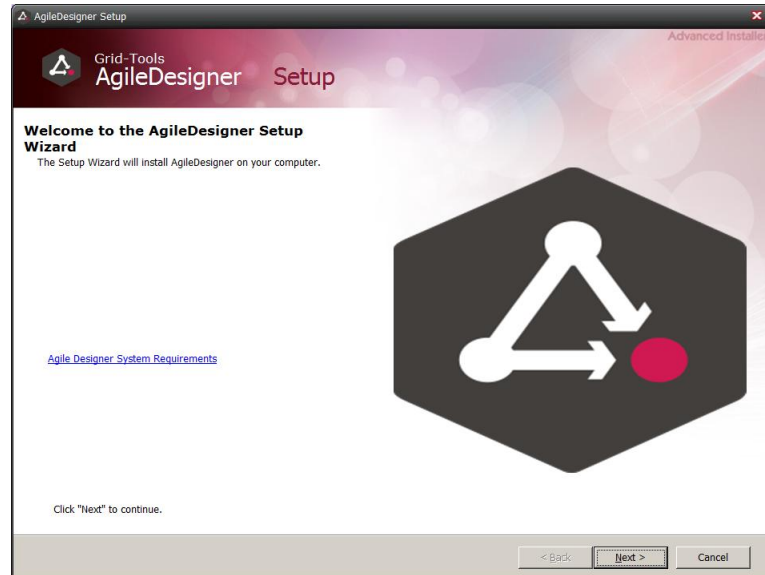 AgileDesigner Setup
Advanced Installer
Grid-Tools
AgileDesigner Setup
Welcome to the AgileDesigner Setup
Wizard
The Setup Wizard will install AgileDesigner on your computer.
Agile Designer System Requirements
Click "Next" to continue.
< Back Next > Cancel